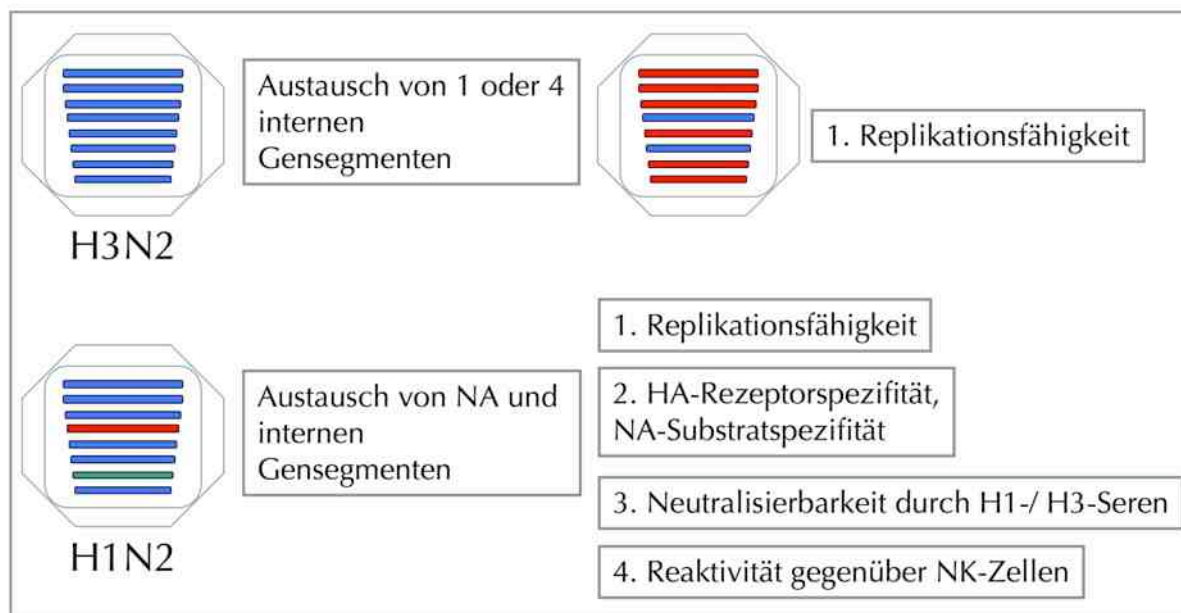 Austausch von 1 oder 4
internen
Gensegmenten
1. Replikationsfähigkeit
H3N2
Austausch von NA und
internen
Gensegmenten
1. Replikationsfähigkeit
2. HA-Rezeptorspezifität,
NA-Substratspezifität
3. Neutralisierbarkeit durch H1-/ H3-Seren
4. Reaktivität gegenüber NK-Zellen
H1N2